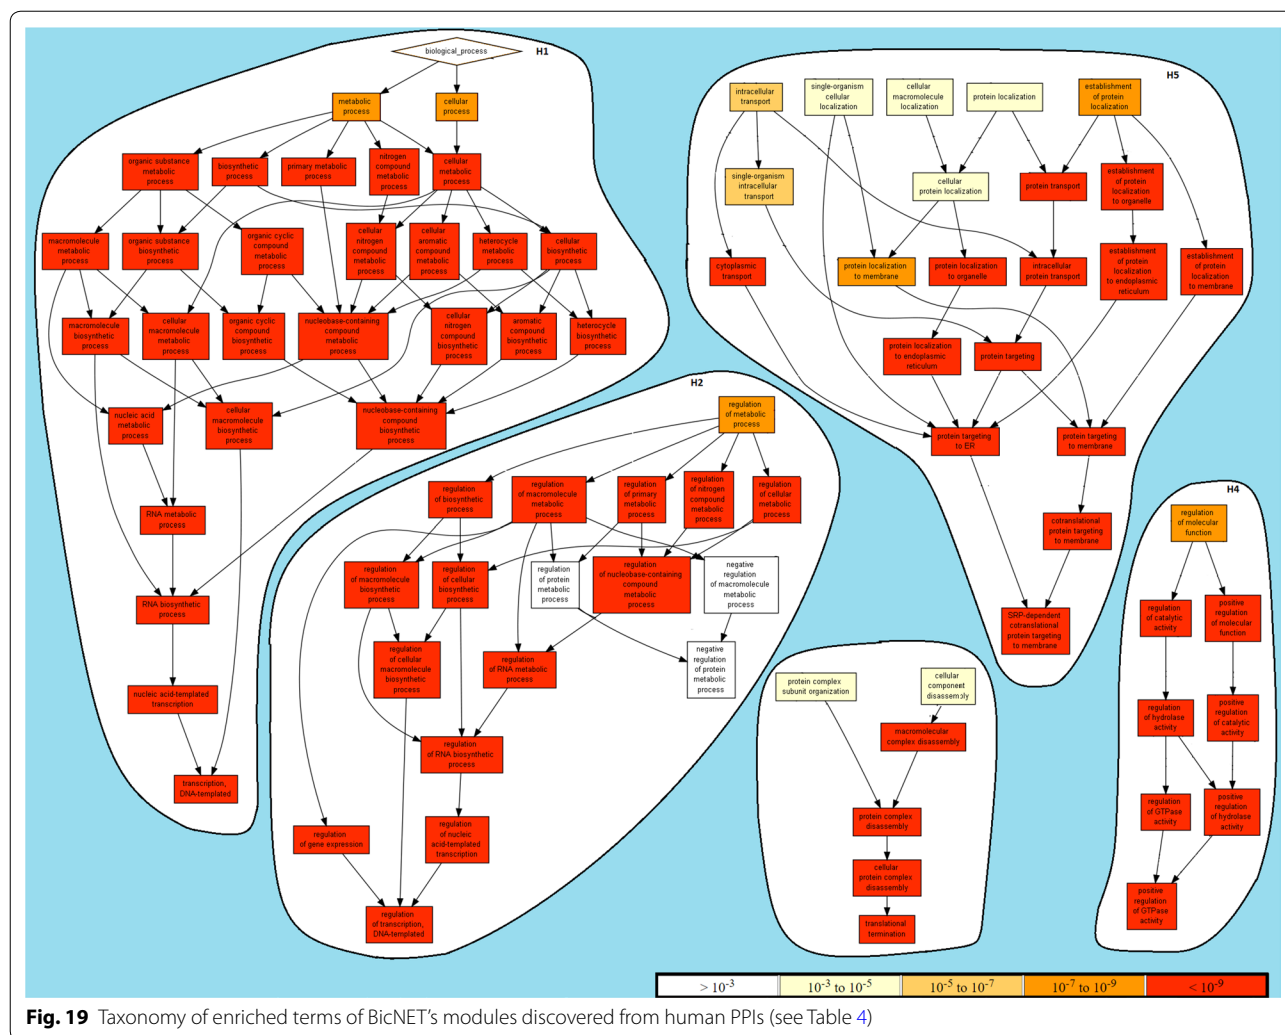 biological_process
H1
metabolic
process
cellular
process
organic substance
metabolic
process
biosynthetic
process
primary metabolic
process
nitrogen
compound
metabolic
process
cellular
metabolic
process
macromolecule
metabolic
process
organic substance
biosynthetic
process
organic cyclic
compound
metabolic
process
cellular
nitrogen
compound
metabolic
process
cellular
aromatic
compound
metabolic
process
heterocycle
metabolic
process
cellular
biosynthetic
process
macromolecule
biosynthetic
process
cellular
macromolecule
metabolic
process
organic cyclic
compound
biosynthetic
process
nucleobase-containing
compound
metabolic
process
cellular
nitrogen
compound
biosynthetic
process
aromatic
compound
biosynthetic
process
heterocycle
biosynthetic
process
nucleic acid
metabolic
process
cellular
macromolecule
biosynthetic
process
nucleobase-containing
compound
biosynthetic
process
RNA metabolic
process
RNA biosynthetic
process
nucleic acid-templated
transcription
transcription,
DNA-templated
H2
regulation
of metabolic
process
regulation
of biosynthetic
process
regulation
of macromolecule
metabolic
process
regulation
of primary
metabolic
process
regulation
of nitrogen
compound
metabolic
process
regulation
of cellular
metabolic
process
regulation
of macromolecule
biosynthetic
process
regulation
of cellular
biosynthetic
process
regulation
of protein
metabolic
process
regulation
of nucleobase-containing
compound
metabolic
process
negative
regulation
of macromolecule
metabolic
process
regulation
of cellular
macromolecule
biosynthetic
process
regulation
of RNA metabolic
process
negative
regulation
of protein
metabolic
process
regulation
of RNA biosynthetic
process
regulation
of gene expression
regulation
of nucleic
acid-templated
transcription
regulation
of transcription,
DNA-templated
H5
intracellular
transport
single-organism
cellular
localization
cellular
macromolecule
localization
protein localization
establishment
of protein
localization
single-organism
intracellular
transport
cellular
protein localization
protein transport
establishment
of protein
localization
to organelle
cytoplasmic
transport
protein localization
to membrane
protein localization
to organelle
intracellular
protein transport
establishment
of protein
localization
to endoplasmic
reticulum
establishment
of protein
localization
to membrane
protein localization
to endoplasmic
reticulum
protein targeting
protein targeting
to ER
protein targeting
to membrane
cotranslational
protein targeting
to membrane
SRP-dependent
cotranslational
protein targeting
to membrane
protein complex
subunit organization
cellular
component
disassembly
macromolecular
complex disassembly
protein complex
disassembly
cellular
protein complex
disassembly
translational
termination
H4
regulation
of molecular
function
regulation
of catalytic
activity
positive
regulation
of molecular
function
regulation
of hydrolase
activity
positive
regulation
of catalytic
activity
regulation
of GTPase
activity
positive
regulation
of hydrolase
activity
positive
regulation
of GTPase
activity
> 10⁻³ 10⁻³ to 10⁻⁵ 10⁻⁵ to 10⁻⁷ 10⁻⁷ to 10⁻⁹ < 10⁻⁹
Fig. 19 Taxonomy of enriched terms of BicNET’s modules discovered from human PPIs (see Table 4)